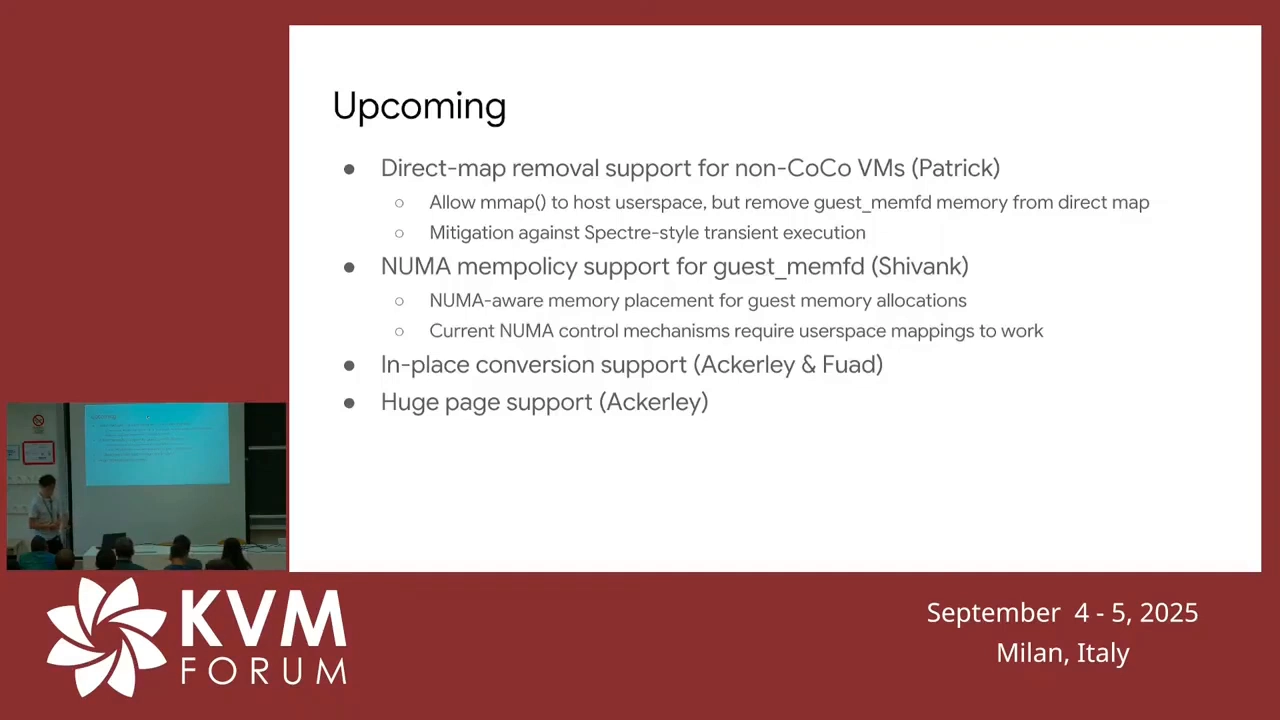 Upcoming
● Direct-map removal support for non-CoCo VMs (Patrick)
○ Allow mmap() to host userspace, but remove guest_memfd memory from direct map
○ Mitigation against Spectre-style transient execution
● NUMA mempolicy support for guest_memfd (Shivank)
○ NUMA-aware memory placement for guest memory allocations
○ Current NUMA control mechanisms require userspace mappings to work
● In-place conversion support (Ackerley & Fuad)
● Huge page support (Ackerley)
KVM
FORUM
September 4 - 5, 2025
Milan, Italy